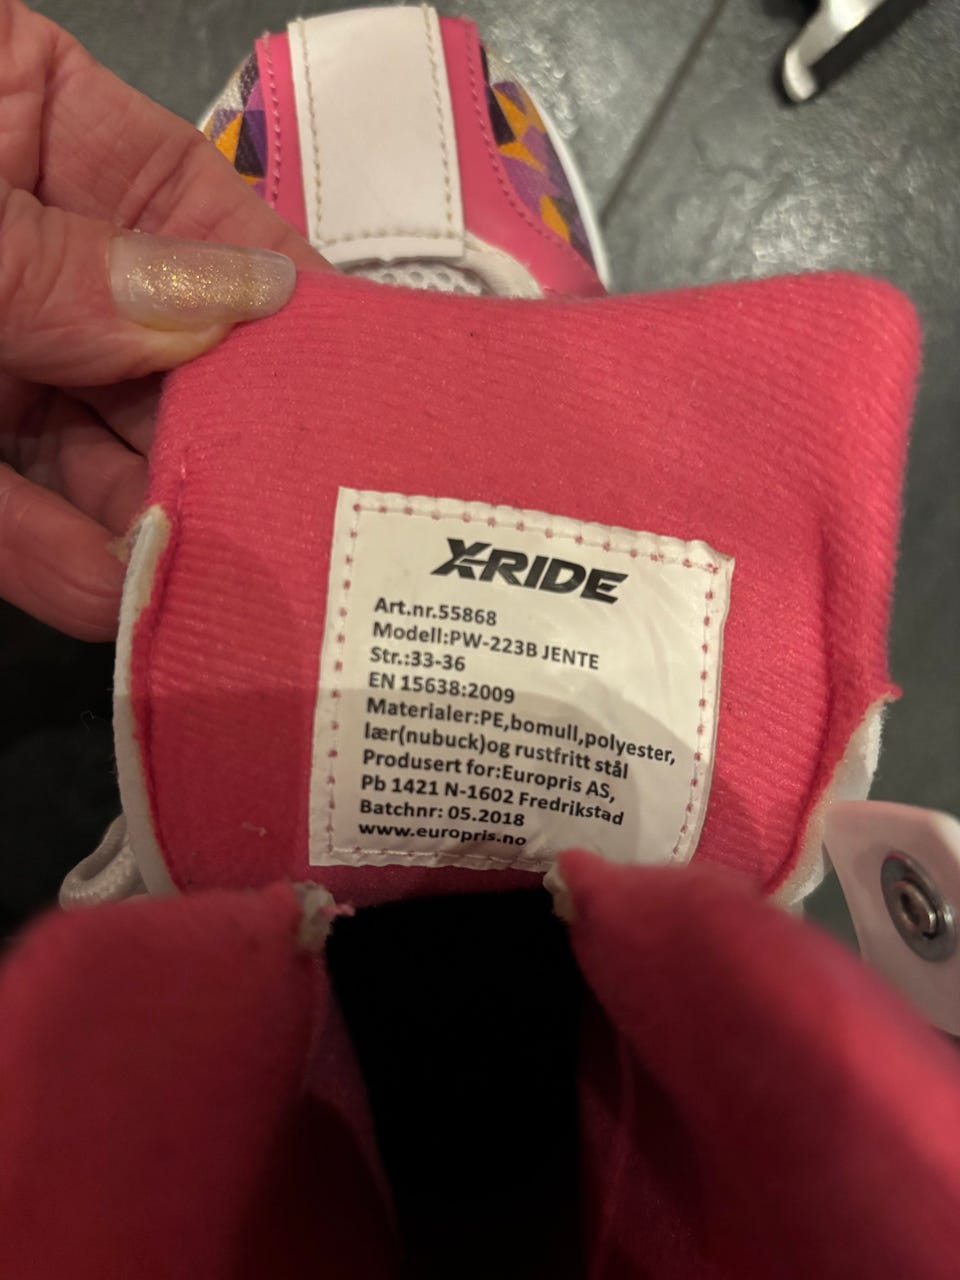 X-RIDE
Art.nr.55868
Modell:PW-223B JENTE
Str.:33-36
EN 15638:2009
Materialer:PE,bomull,polyester,
lær(nubuck)og rustfritt stål
Produsert for:Europris AS,
Pb 1421 N-1602 Fredrikstad
Batchnr: 05.2018
www.europris.no